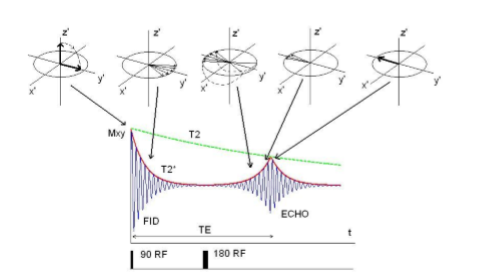 z'
z'
z'
z'
z'
y'
y'
y'
y'
y'
x'
x'
x'
x'
x'
Mxy
T2
T2*
FID
ECHO
TE
t
90 RF
180 RF